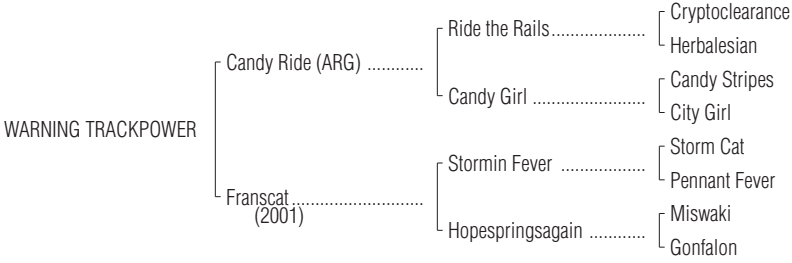 Cryptoclearance
Ride the Rails....................
Herbalesian
Candy Ride (ARG) ............
Candy Stripes
Candy Girl ........................
City Girl
WARNING TRACKPOWER
Storm Cat
Stormin Fever ..................
Pennant Fever
Franscat............................
(2001)
Miswaki
Hopespringsagain ............
Gonfalon